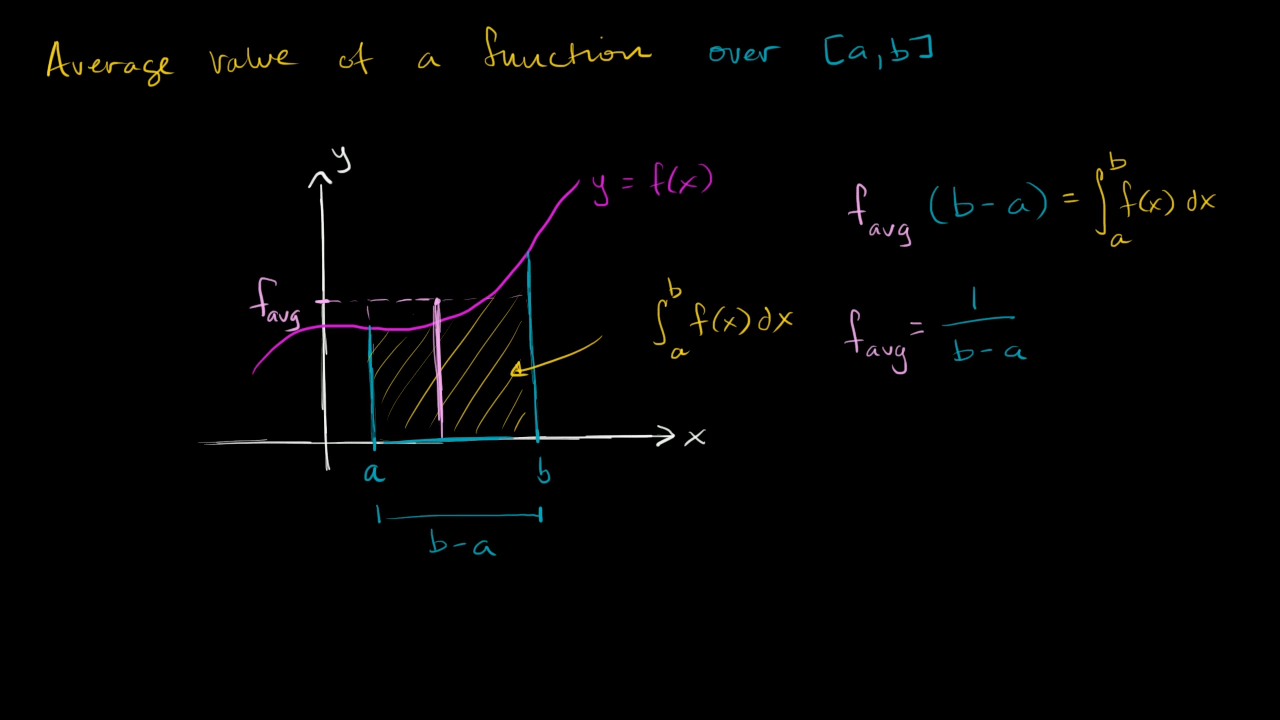 Average value of a function over [a,b]
y
y = f(x)
f_avg (b-a) = ∫_a^b f(x) dx
f_avg
∫_a^b f(x) dx
f_avg = 1/(b-a)
x
a
b
b-a